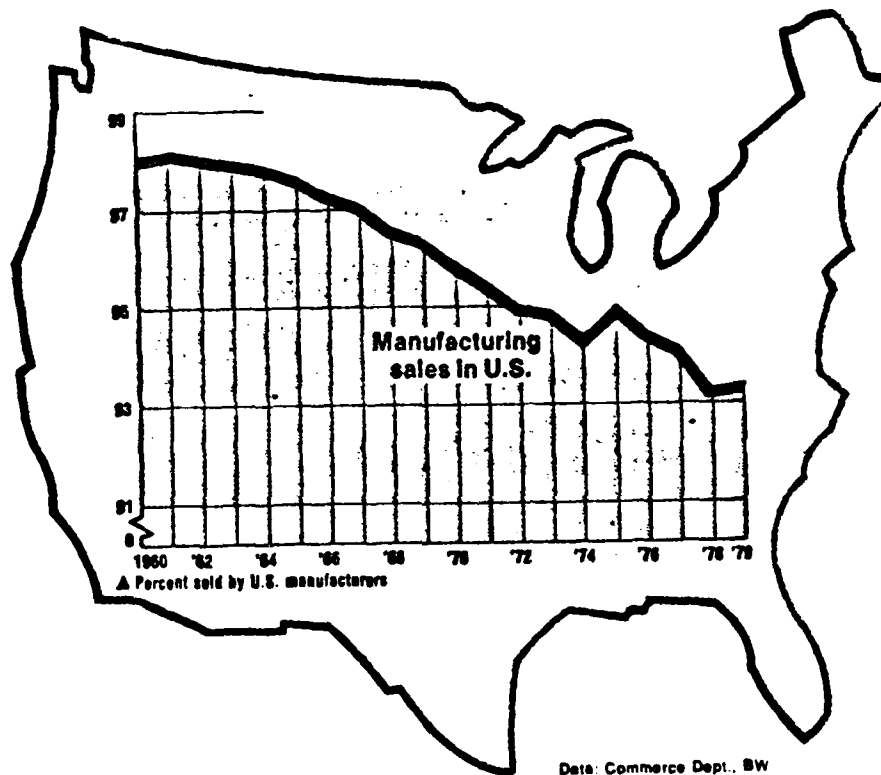 99
97
95
Manufacturing
sales in U.S.
93
91
0
1960 '62 '64 '66 '68 '70 '72 '74 '76 '78 '79
▲ Percent sold by U.S. manufacturers
Data: Commerce Dept., BW